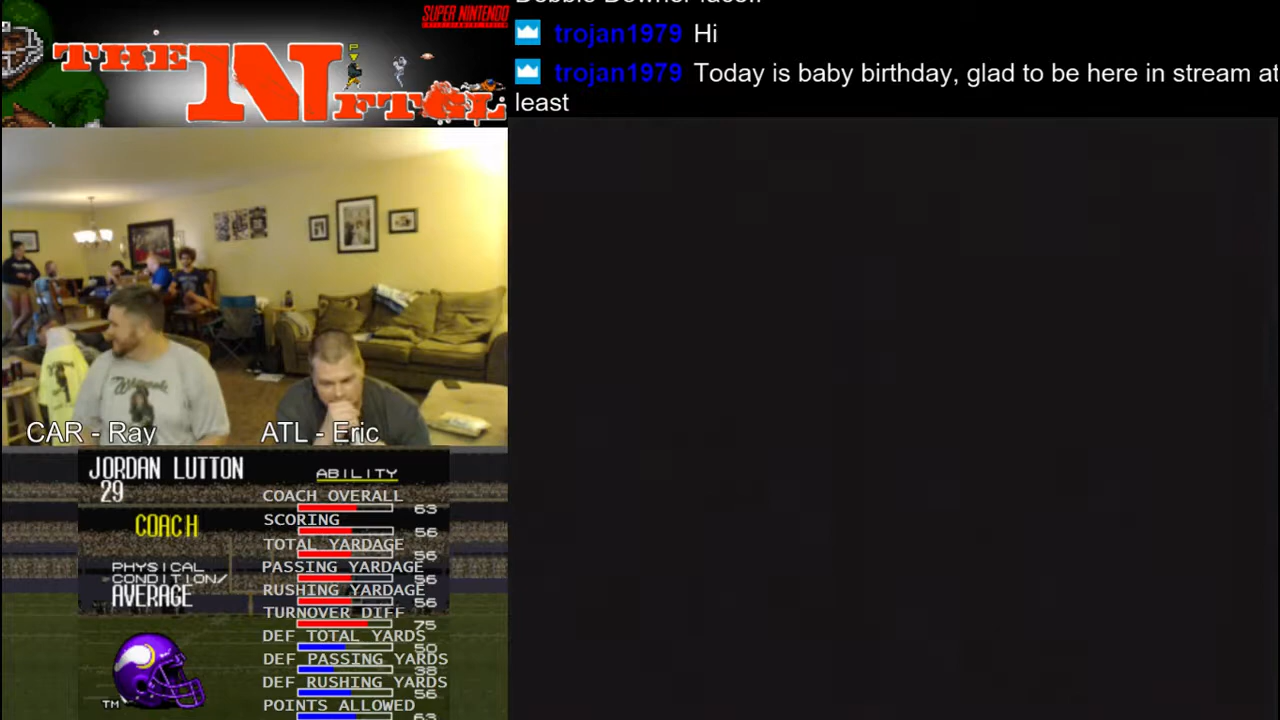 Debbie Downer face!!
trojan1979 Hi
trojan1979 Today is baby birthday, glad to be here in stream at
least
SUPER NINTENDO
THE N
FTSL
CAR - Ray
ATL - Eric
JORDAN LUTTON
29
COACH
PHYSICAL
CONDITION/
AVERAGE
TM
ABILITY
COACH OVERALL
63
SCORING
56
TOTAL YARDAGE
56
PASSING YARDAGE
56
RUSHING YARDAGE
56
TURNOVER DIFF
75
DEF TOTAL YARDS
50
DEF PASSING YARDS
38
DEF RUSHING YARDS
56
POINTS ALLOWED
63